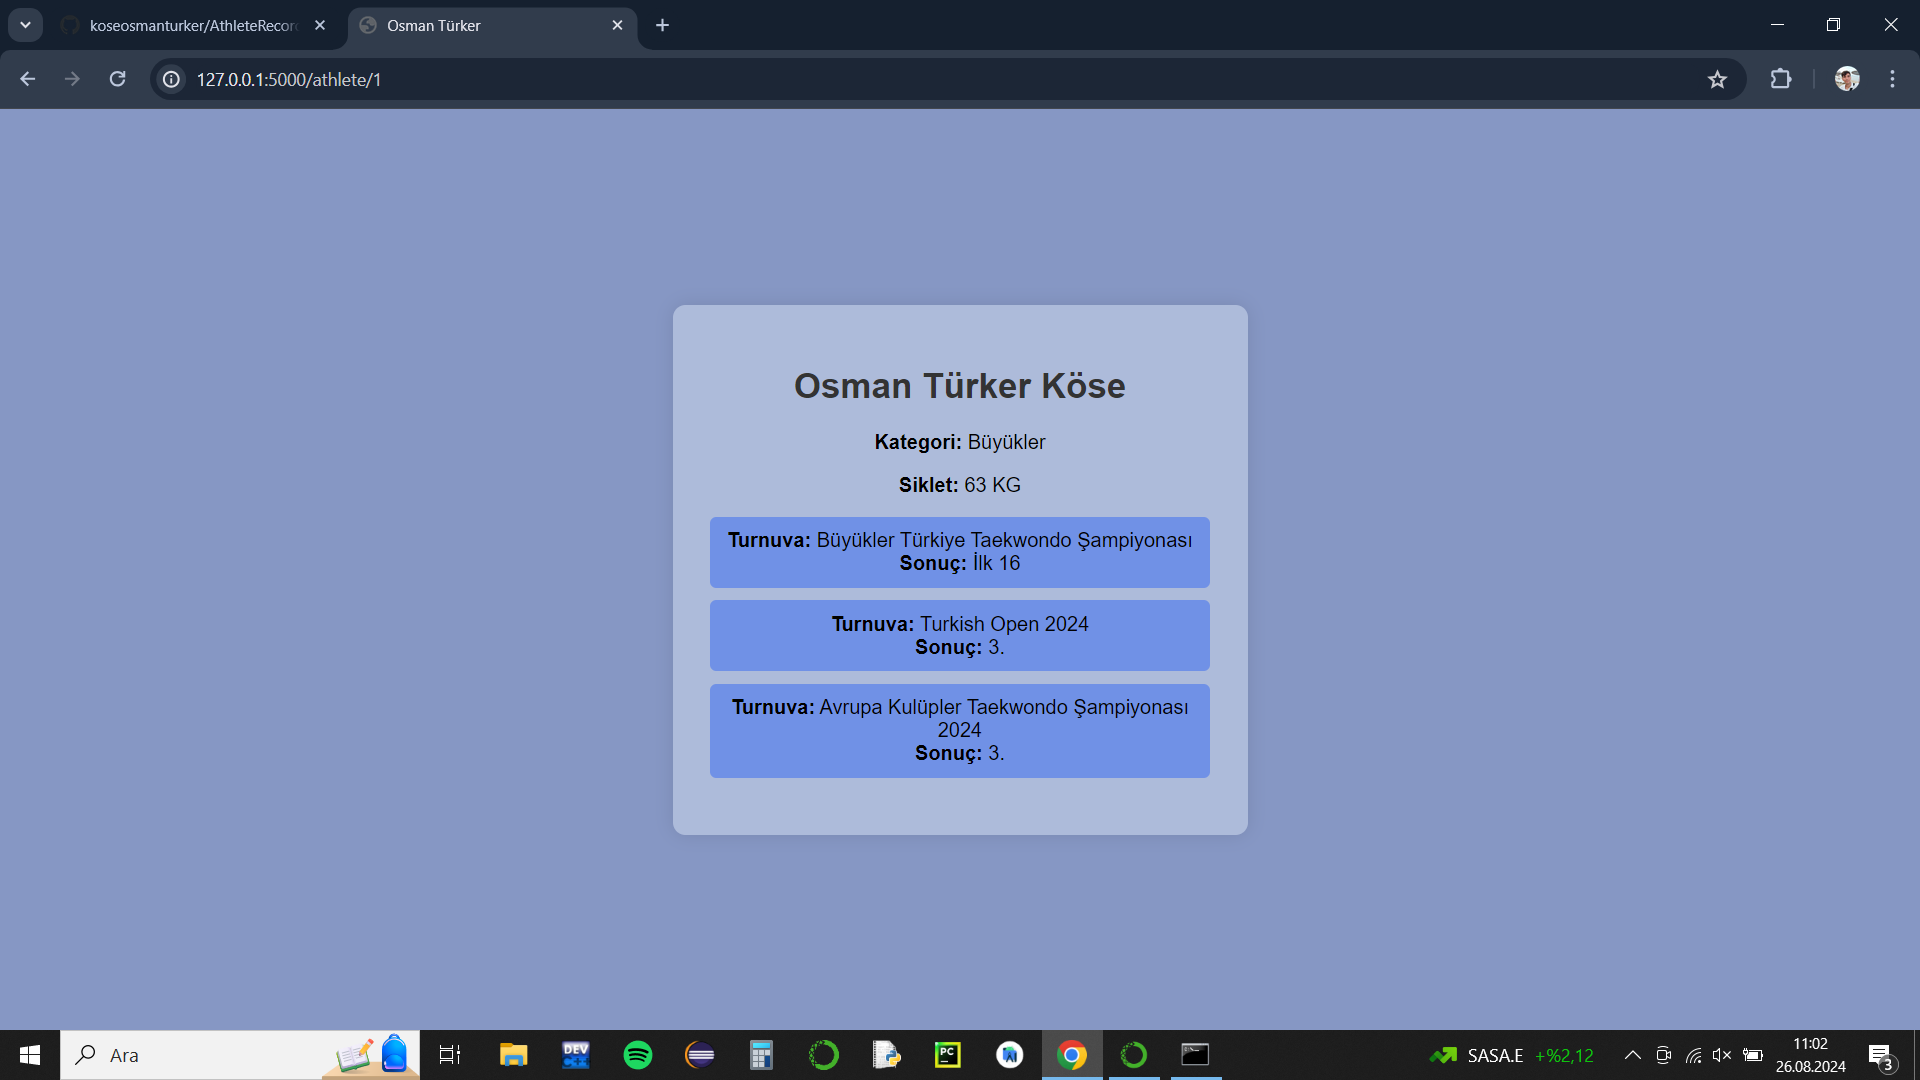 koseosmanturker/AthleteRecor
Osman Türker
127.0.0.1:5000/athlete/1
Osman Türker Köse
Kategori: Büyükler
Siklet: 63 KG
Turnuva: Büyükler Türkiye Taekwondo Şampiyonası
Sonuç: İlk 16
Turnuva: Turkish Open 2024
Sonuç: 3.
Turnuva: Avrupa Kulüpler Taekwondo Şampiyonası
2024
Sonuç: 3.
Ara
DEV
C++
PC
SASA.E +%2,12
11:02
26.08.2024
3